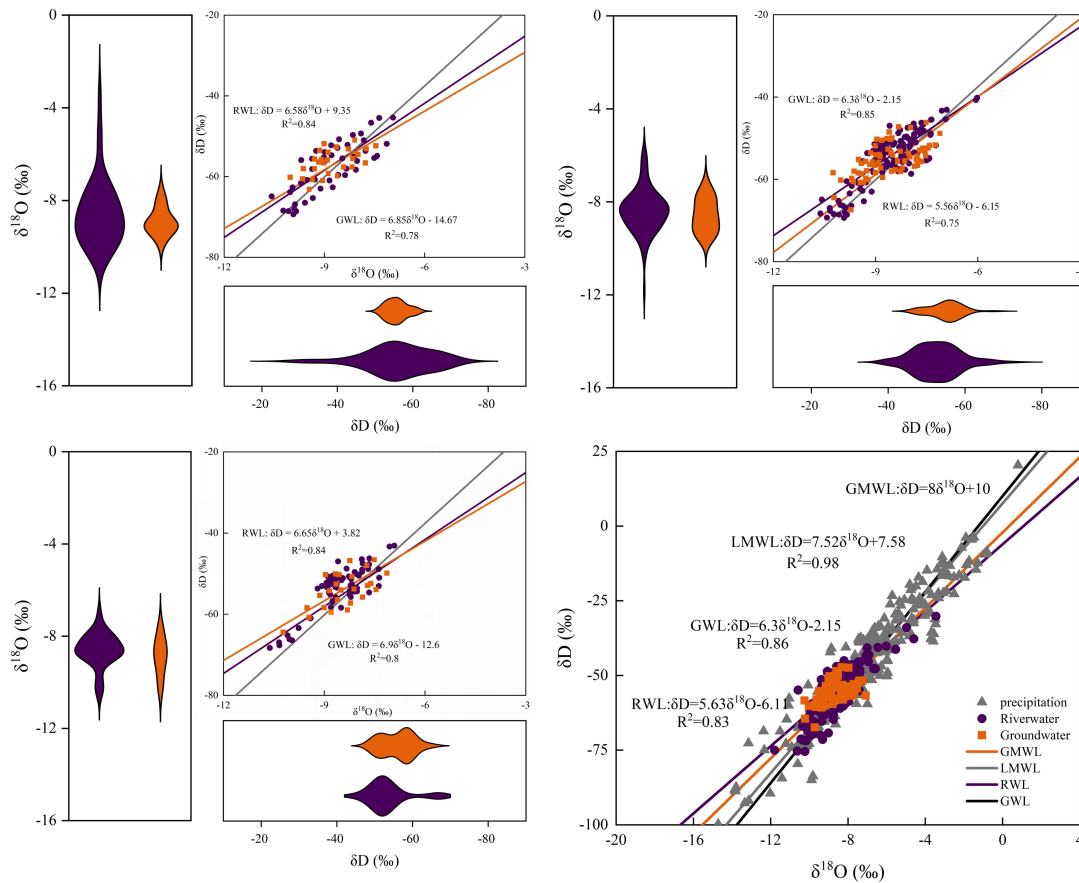 0
-4
-8
-12
-16
δ¹⁸O (‰)
-20
-40
-60
-80
δD (‰)
RWL: δD = 6.58δ¹⁸O + 9.35
R²=0.84
GWL: δD = 6.85δ¹⁸O - 14.67
R²=0.78
-12
-9
-6
-3
δ¹⁸O (‰)
-20
-40
-60
-80
δD (‰)
0
-4
-8
-12
-16
δ¹⁸O (‰)
-20
-40
-60
-80
δD (‰)
GWL: δD = 6.3δ¹⁸O - 2.15
R²=0.85
RWL: δD = 5.56δ¹⁸O - 6.15
R²=0.75
-12
-9
-6
-3
-20
-40
-60
-80
δD (‰)
0
-4
-8
-12
-16
δ¹⁸O (‰)
-20
-40
-60
-80
δD (‰)
RWL: δD = 6.65δ¹⁸O + 3.82
R²=0.84
GWL: δD = 6.9δ¹⁸O - 12.6
R²=0.8
-12
-9
-6
-3
δ¹⁸O (‰)
-20
-40
-60
-80
δD (‰)
25
0
-25
-50
-75
-100
δD (‰)
GMWL:δD=8δ¹⁸O+10
LMWL:δD=7.52δ¹⁸O+7.58
R²=0.98
GWL:δD=6.3δ¹⁸O-2.15
R²=0.86
RWL:δD=5.63δ¹⁸O-6.11
R²=0.83
precipitation
Riverwater
Groundwater
GMWL
LMWL
RWL
GWL
-20
-16
-12
-8
-4
0
4
δ¹⁸O (‰)